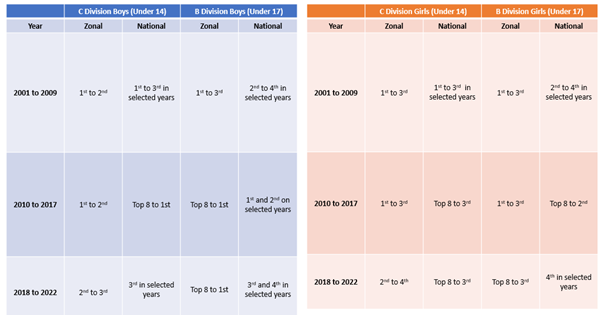 C Division Boys (Under 14) B Division Boys (Under 17)
Year Zonal National Zonal National
2001 to 2009 1st to 2nd 1st to 3rd in selected years 1st to 3rd 2nd to 4th in selected years
2010 to 2017 1st to 2nd Top 8 to 1st Top 8 to 1st 1st and 2nd on selected years
2018 to 2022 2nd to 3rd 3rd in selected years Top 8 to 1st 3rd and 4th in selected years
C Division Girls (Under 14) B Division Girls (Under 17)
Year Zonal National Zonal National
2001 to 2009 1st to 3rd 1st to 3rd in selected years 1st to 3rd 2nd to 4th in selected years
2010 to 2017 1st to 3rd Top 8 to 3rd 1st to 3rd Top 8 to 2nd
2018 to 2022 2nd to 4th Top 8 to 3rd Top 8 to 3rd 4th in selected years